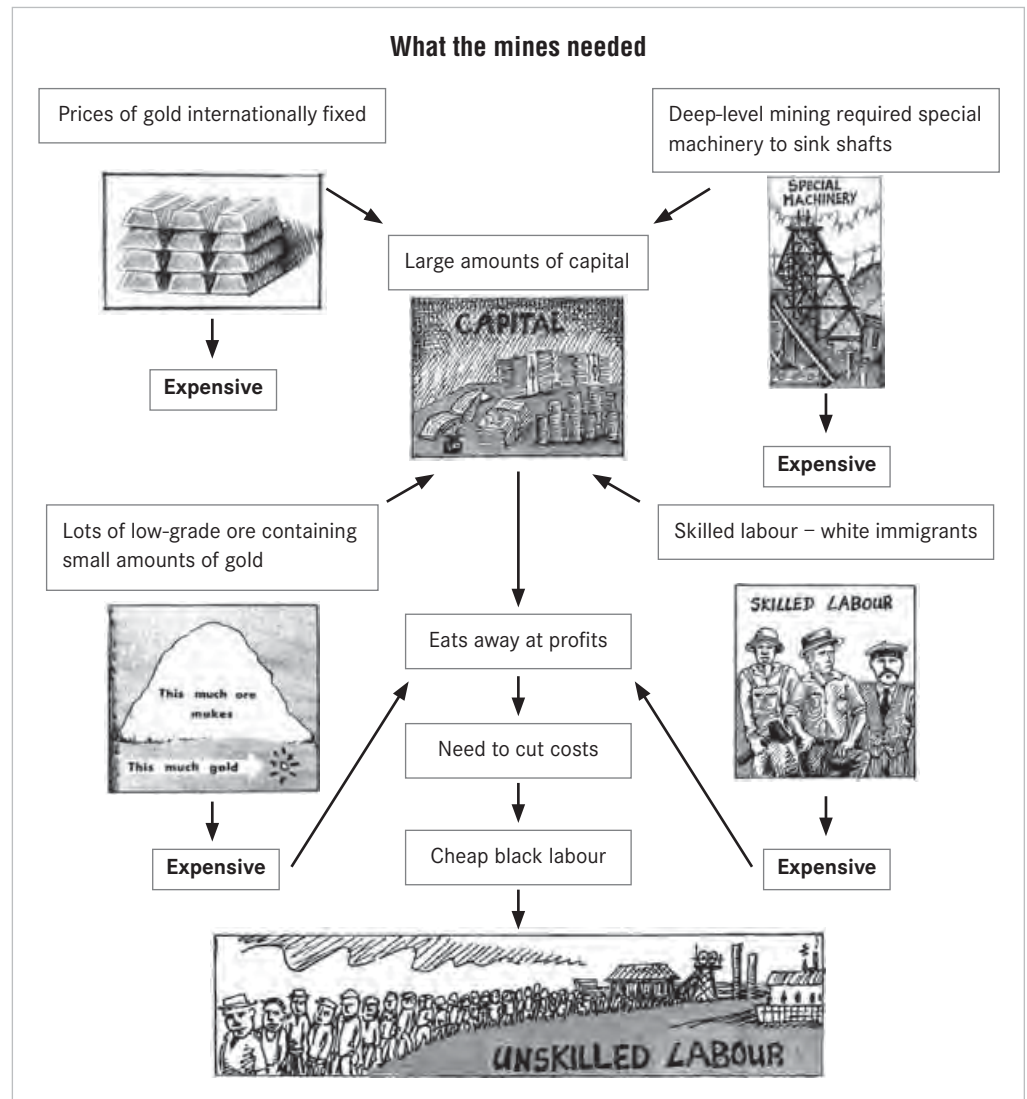 What the mines needed
Prices of gold internationally fixed
Deep-level mining required special
machinery to sink shafts
SPECIAL
MACHINERY
Large amounts of capital
CAPITAL
Expensive
Expensive
Lots of low-grade ore containing
small amounts of gold
Skilled labour – white immigrants
This much ore
makes
This much gold
Eats away at profits
SKILLED LABOUR
Need to cut costs
Cheap black labour
Expensive
Expensive
UNSKILLED LABOUR